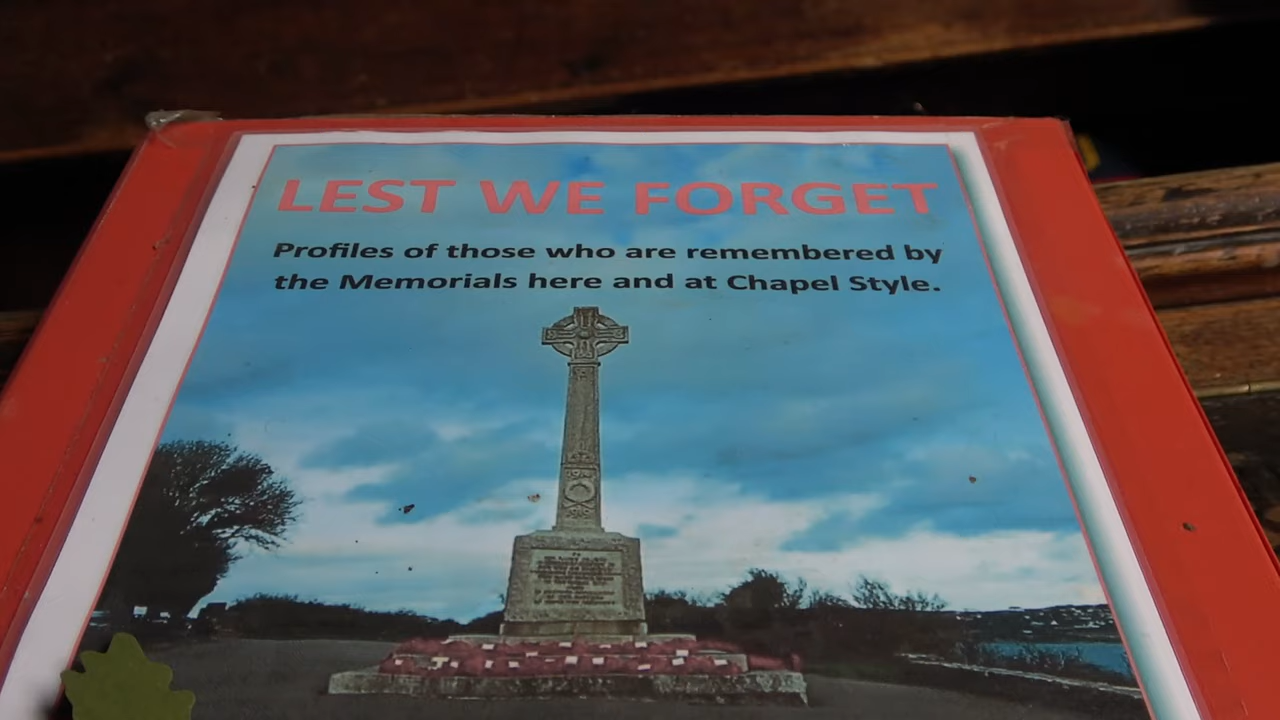 LEST WE FORGET
Profiles of those who are remembered by
the Memorials here and at Chapel Style.